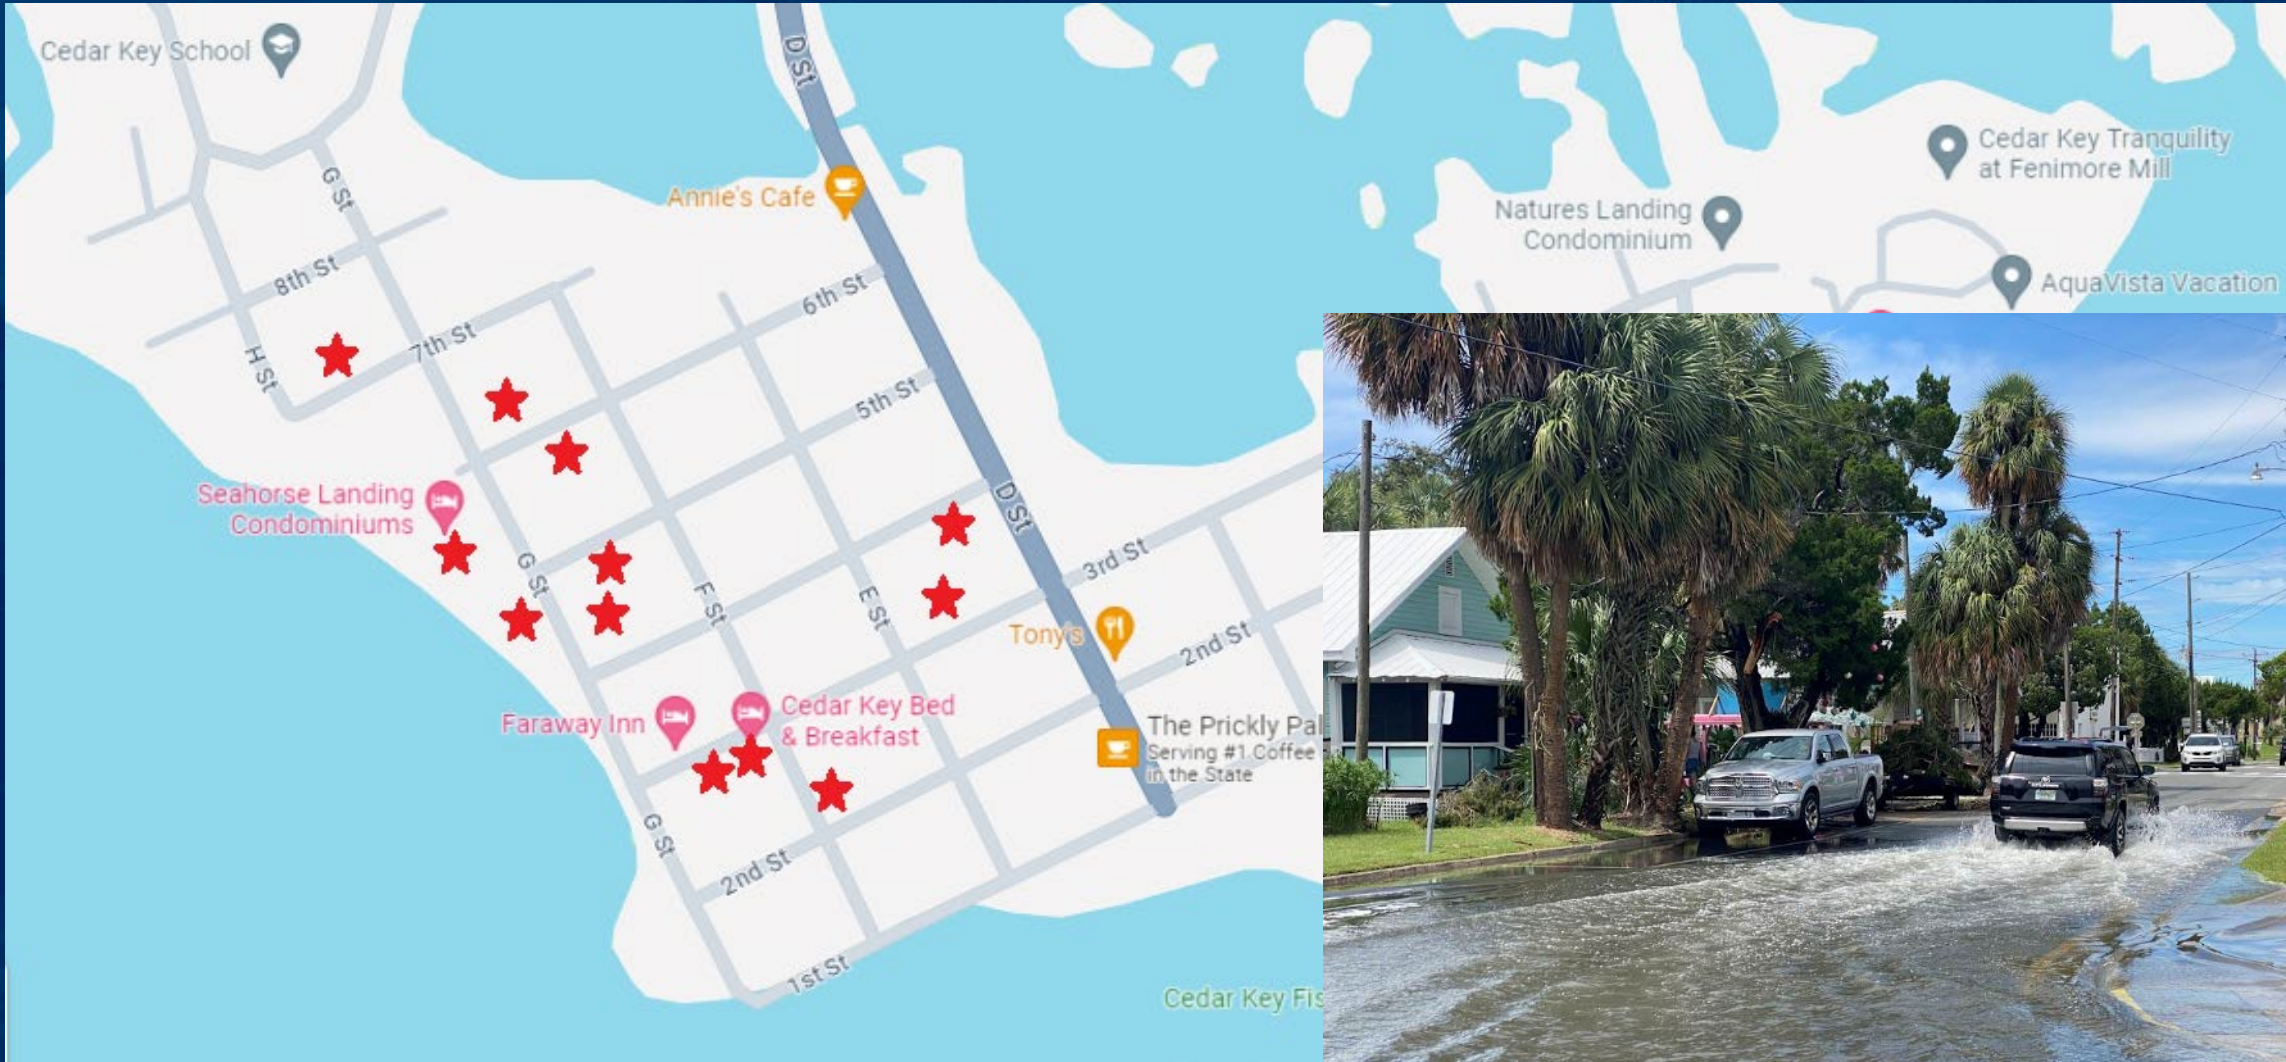 Cedar Key School
D St
Cedar Key Tranquility
at Fenimore Mill
G St
Annie's Cafe
Natures Landing
Condominium
8th St
6th St
AquaVista Vacation
7th St
H St
5th St
Seahorse Landing
Condominiums
D St
G St
3rd St
F St
E St
Tony's
2nd St
Faraway Inn
Cedar Key Bed
& Breakfast
The Prickly Pal
Serving #1 Coffee
in the State
G St
2nd St
1st St
Cedar Key Fis